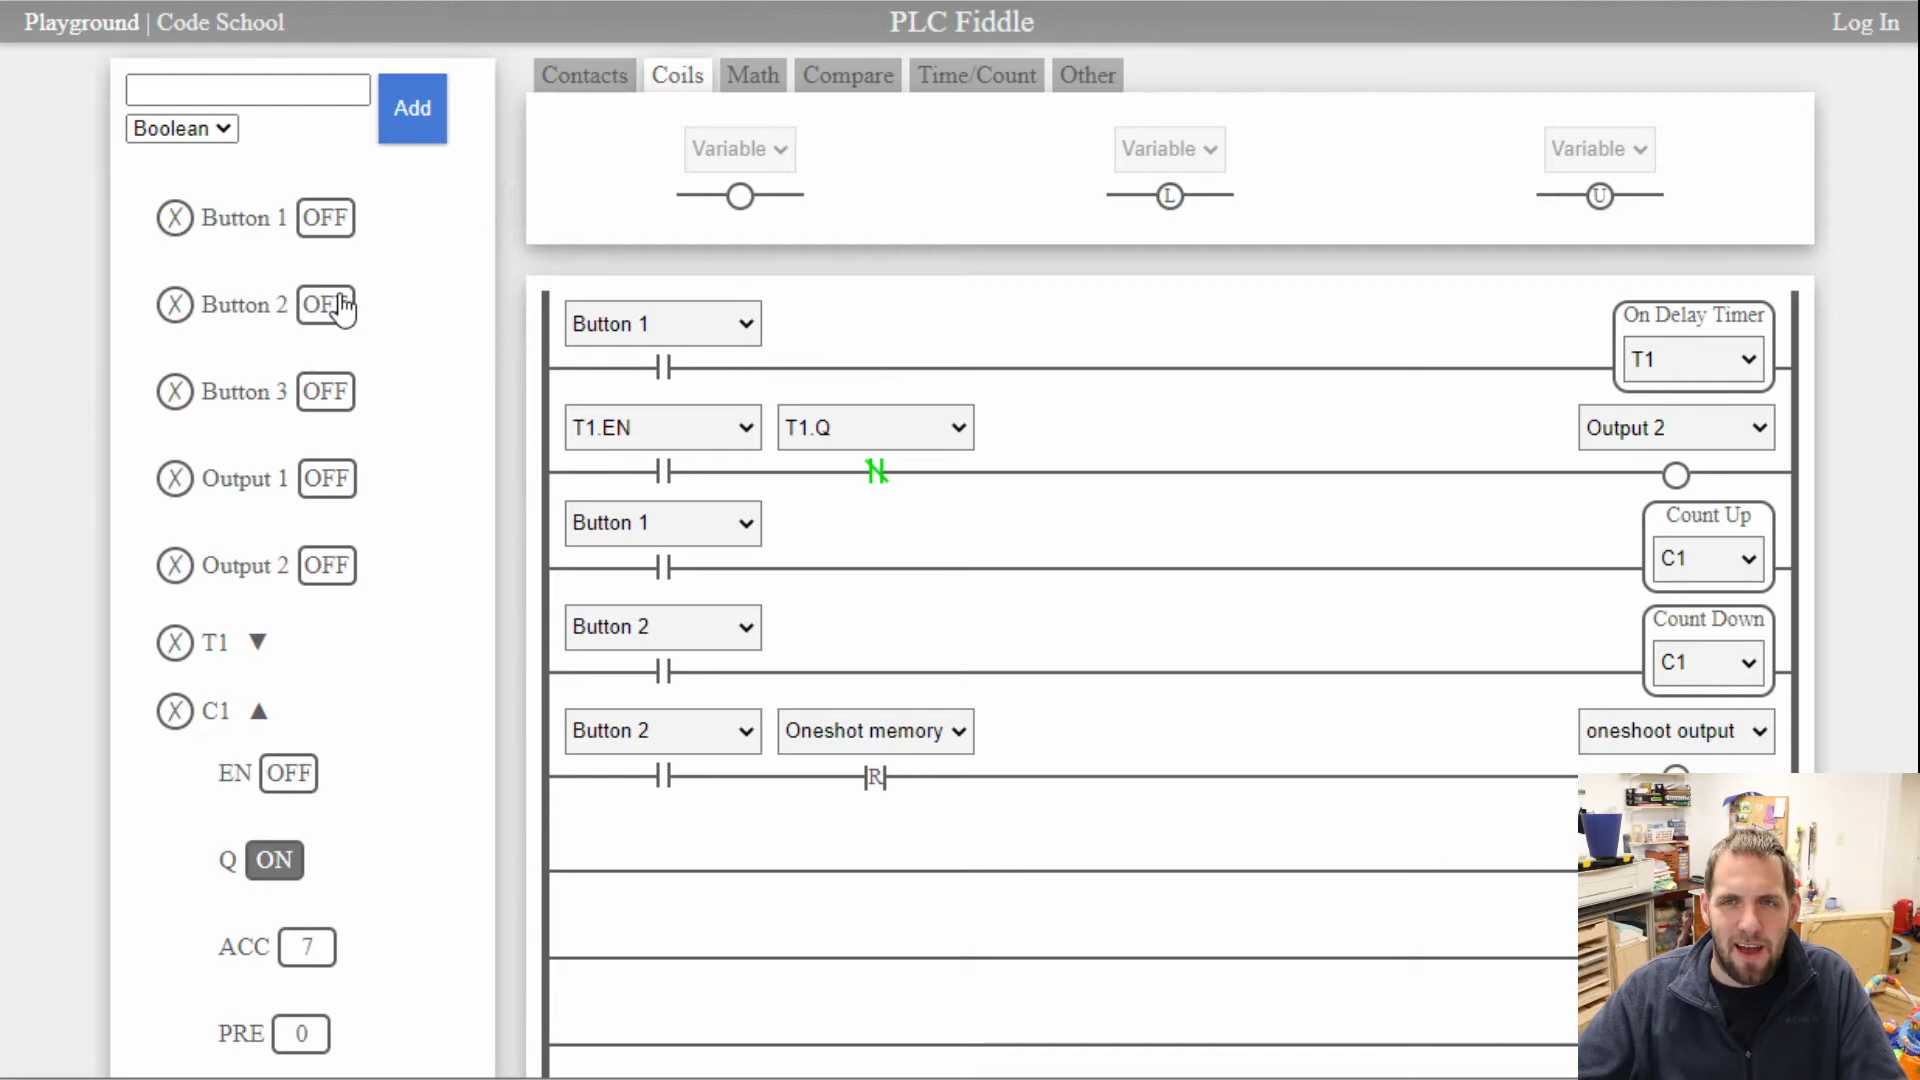 Playground | Code School
PLC Fiddle
Log In
Add
Boolean
X Button 1 OFF
X Button 2
X Button 3 OFF
X Output 1 OFF
X Output 2 OFF
X T1 ▼
X C1 ▲
EN OFF
Q ON
ACC 7
PRE 0
Contacts Coils Math Compare Time/Count Other
Variable Variable Variable
L U
Button 1
On Delay Timer
T1
T1.EN T1.Q Output 2
Button 1
Count Up
C1
Button 2
Count Down
C1
Button 2 Oneshot memory oneshoot output
R